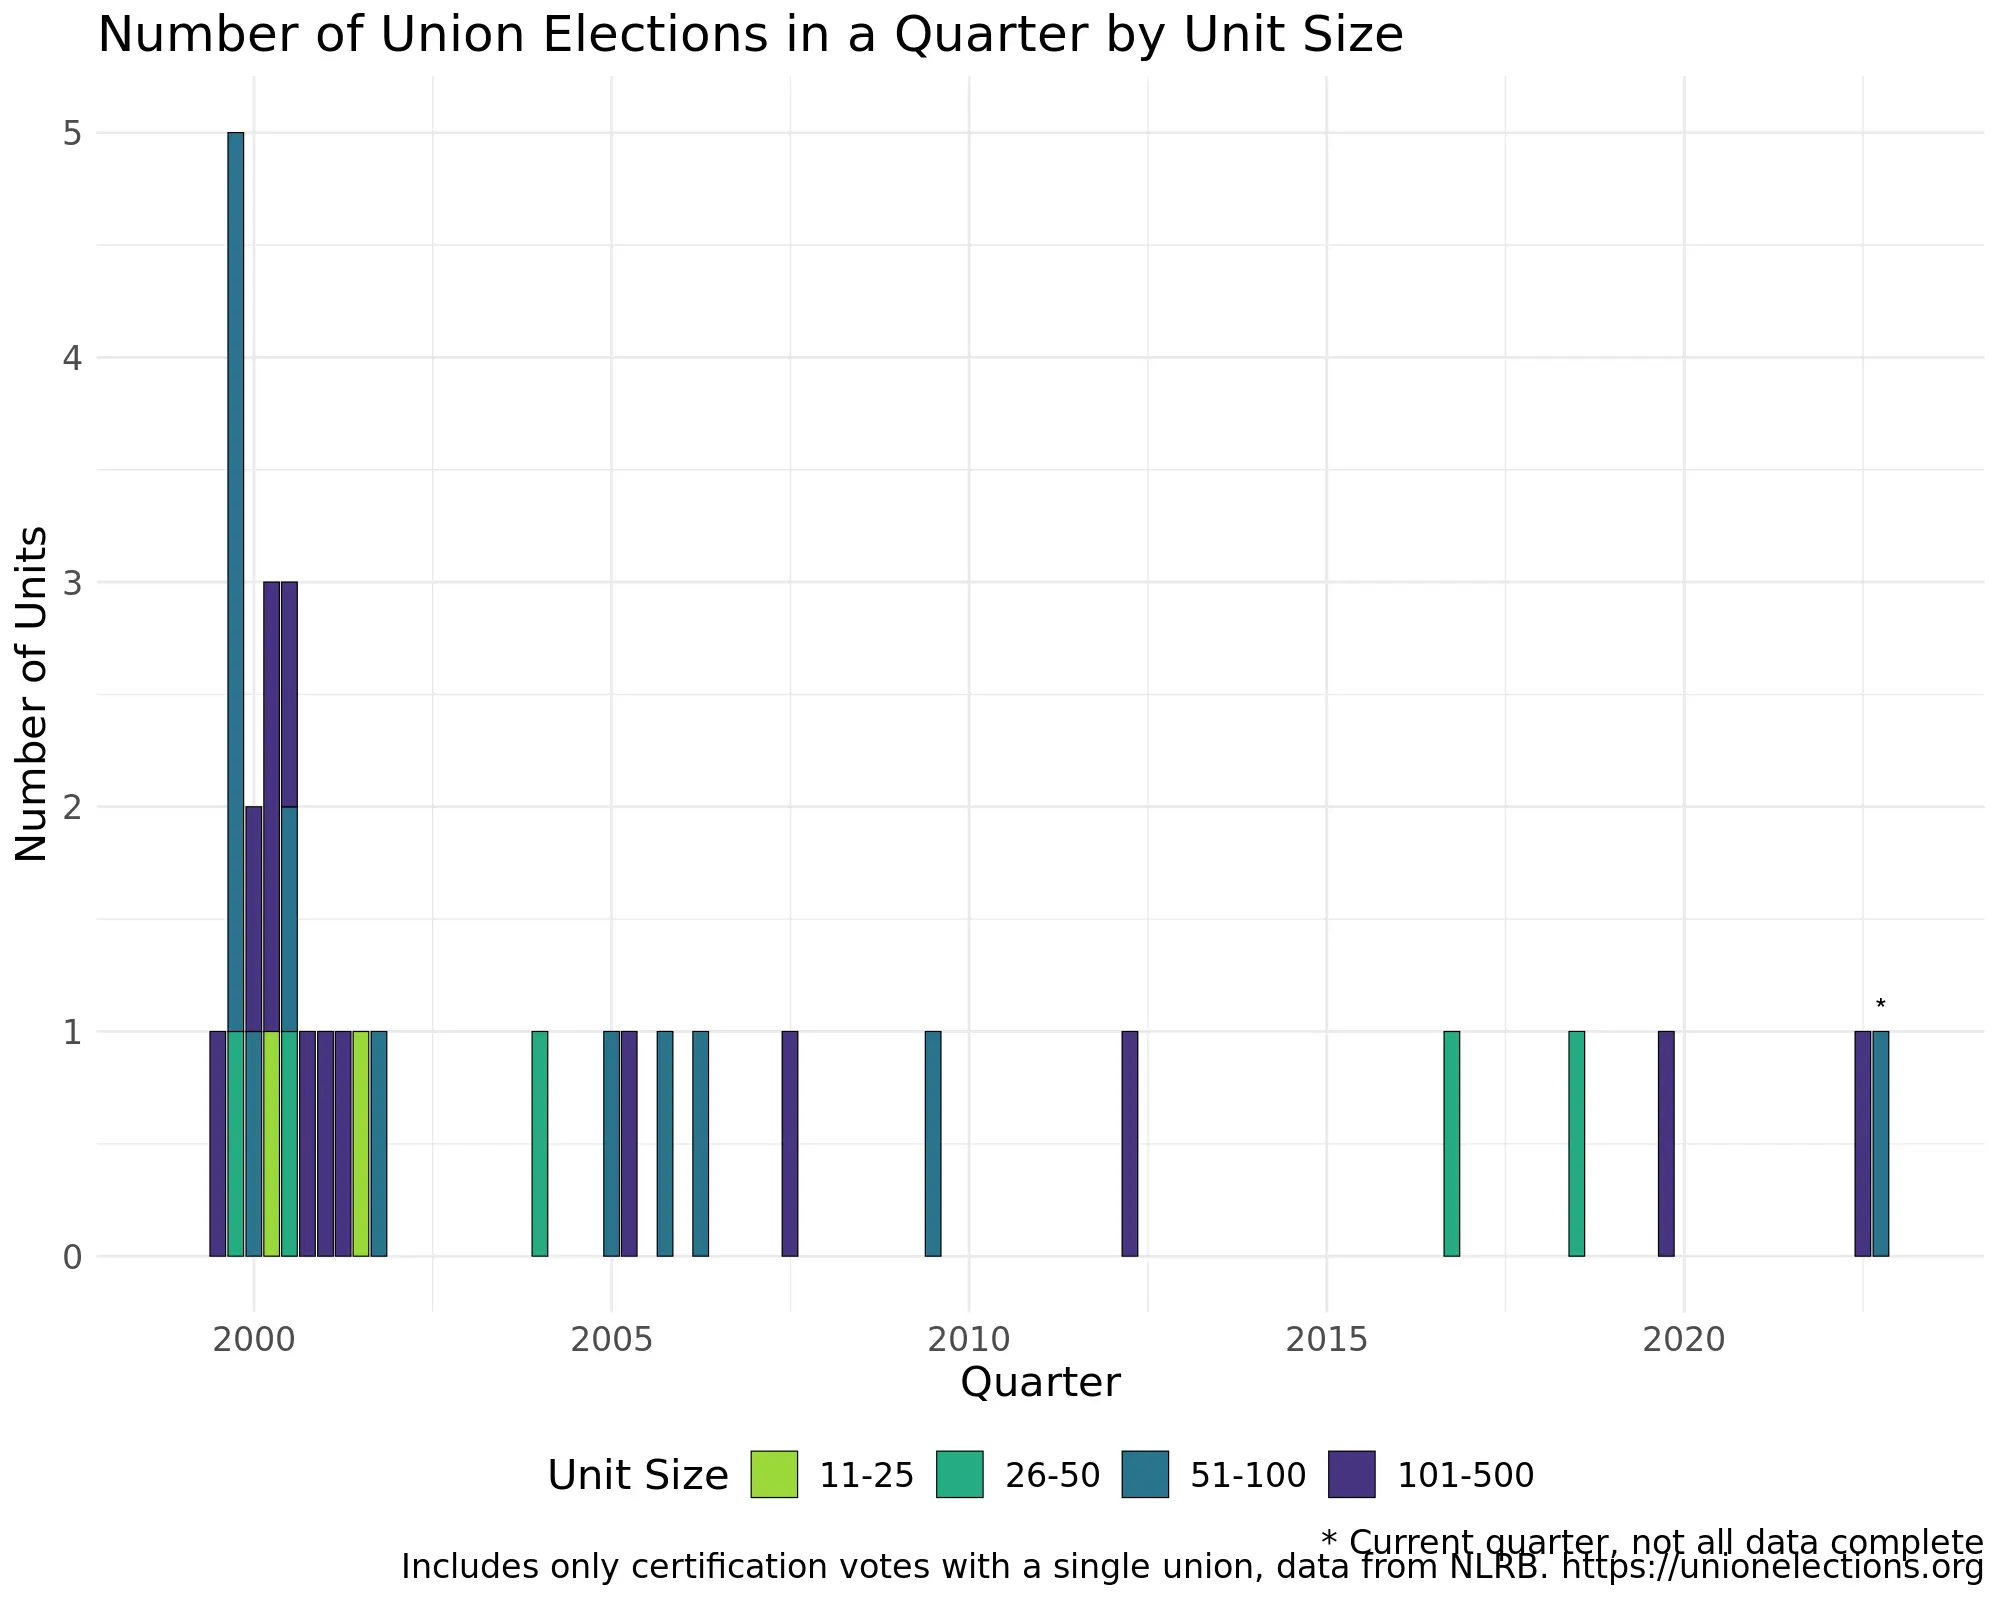 Number of Union Elections in a Quarter by Unit Size
Number of Units
5
4
3
2
1
0
*
2000 2005 2010 2015 2020
Quarter
Unit Size 11-25 26-50 51-100 101-500
* Current quarter, not all data complete
Includes only certification votes with a single union, data from NLRB. https://unionelections.org